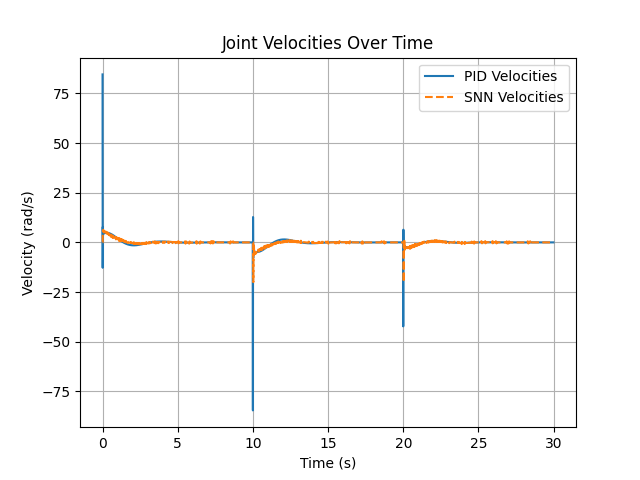 Joint Velocities Over Time
PID Velocities
SNN Velocities
Velocity (rad/s)
75
50
25
0
−25
−50
−75
0 5 10 15 20 25 30
Time (s)